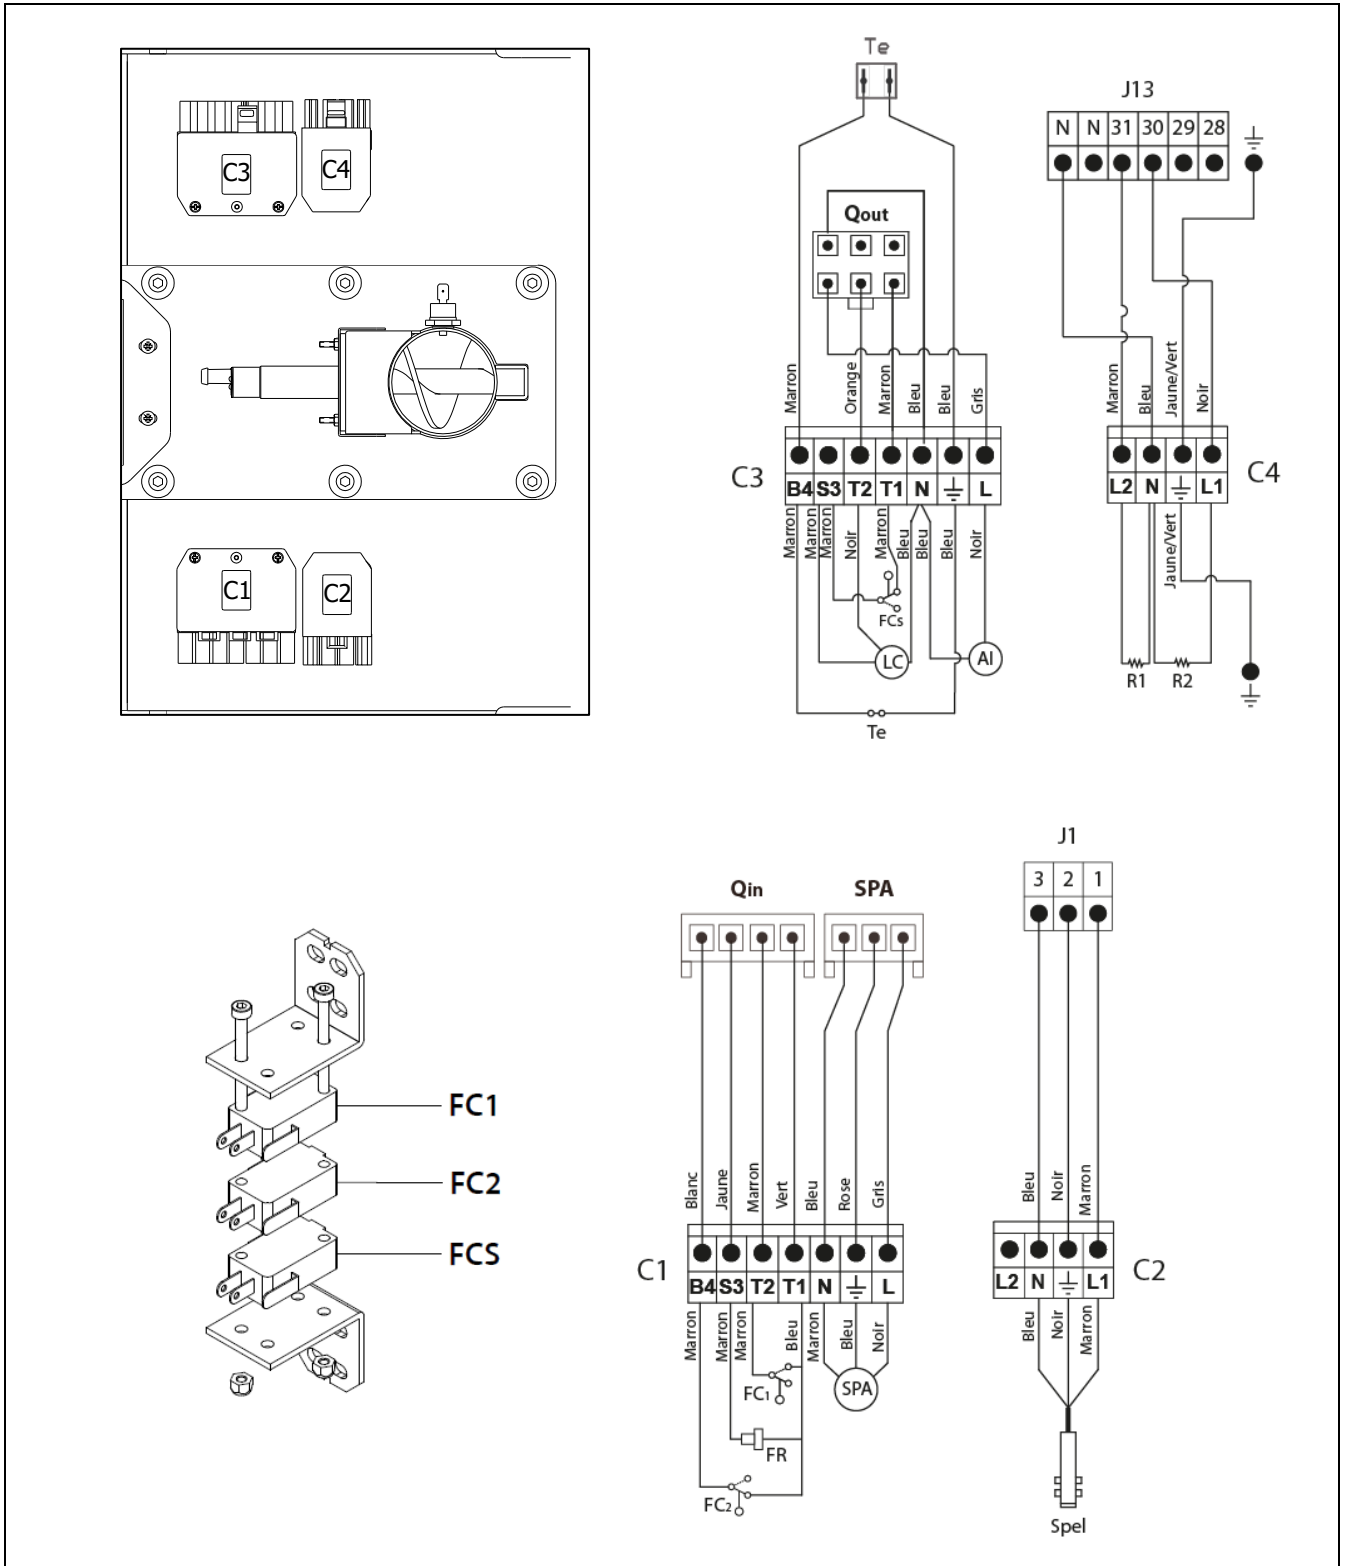 C3
C4
C1
C2
Te
Qout
Marron
Orange
Marron
Bleu
Bleu
Gris
C3
B4 S3 T2 T1 N L
Marron
Marron
Marron
Noir
Marron
Bleu
Bleu
Bleu
Noir
FCs
LC
AI
Te
J13
N N 31 30 29 28
Marron
Bleu
Jaune/Vert
Noir
L2 N L1
C4
Jaune/Vert
R1
R2
FC1
FC2
FCS
Qin
SPA
Blanc
Jaune
Marron
Vert
Bleu
Rose
Gris
C1
B4 S3 T2 T1 N L
Marron
Marron
Marron
Bleu
Marron
Bleu
Noir
FC1
SPA
FR
FC2
J1
3 2 1
Bleu
Noir
Marron
L2 N L1
C2
Bleu
Noir
Marron
Spel